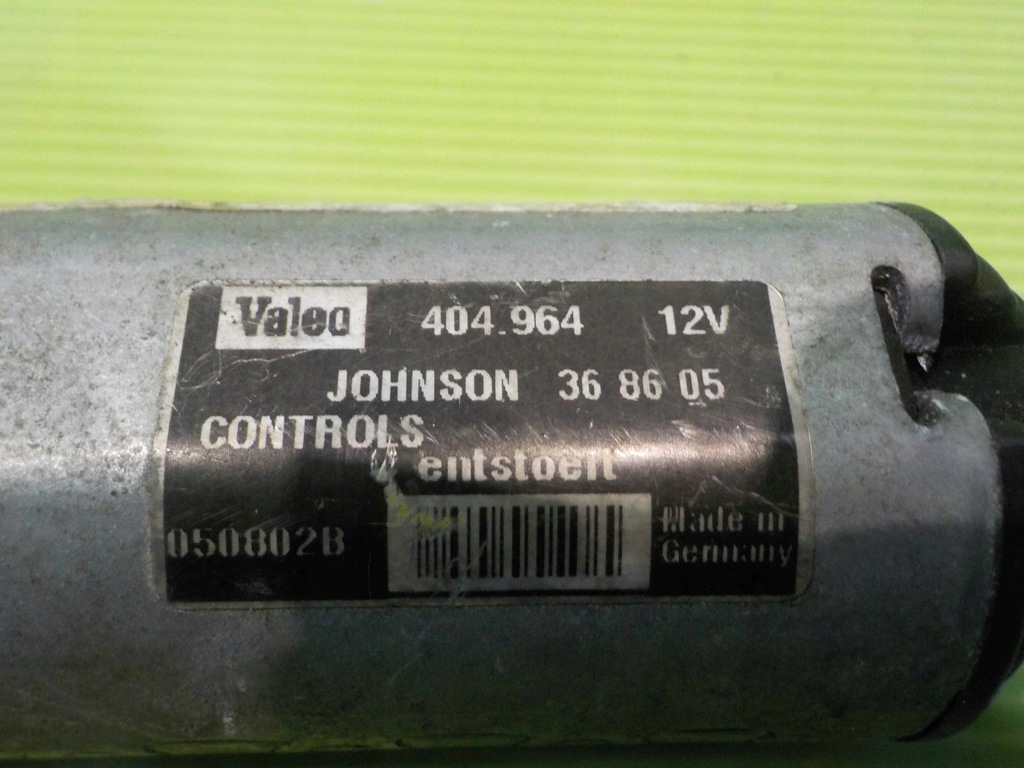 Valeo 404.964 12V
JOHNSON 36 86 05
CONTROLS
entstoert
050802B
Made in
Germany